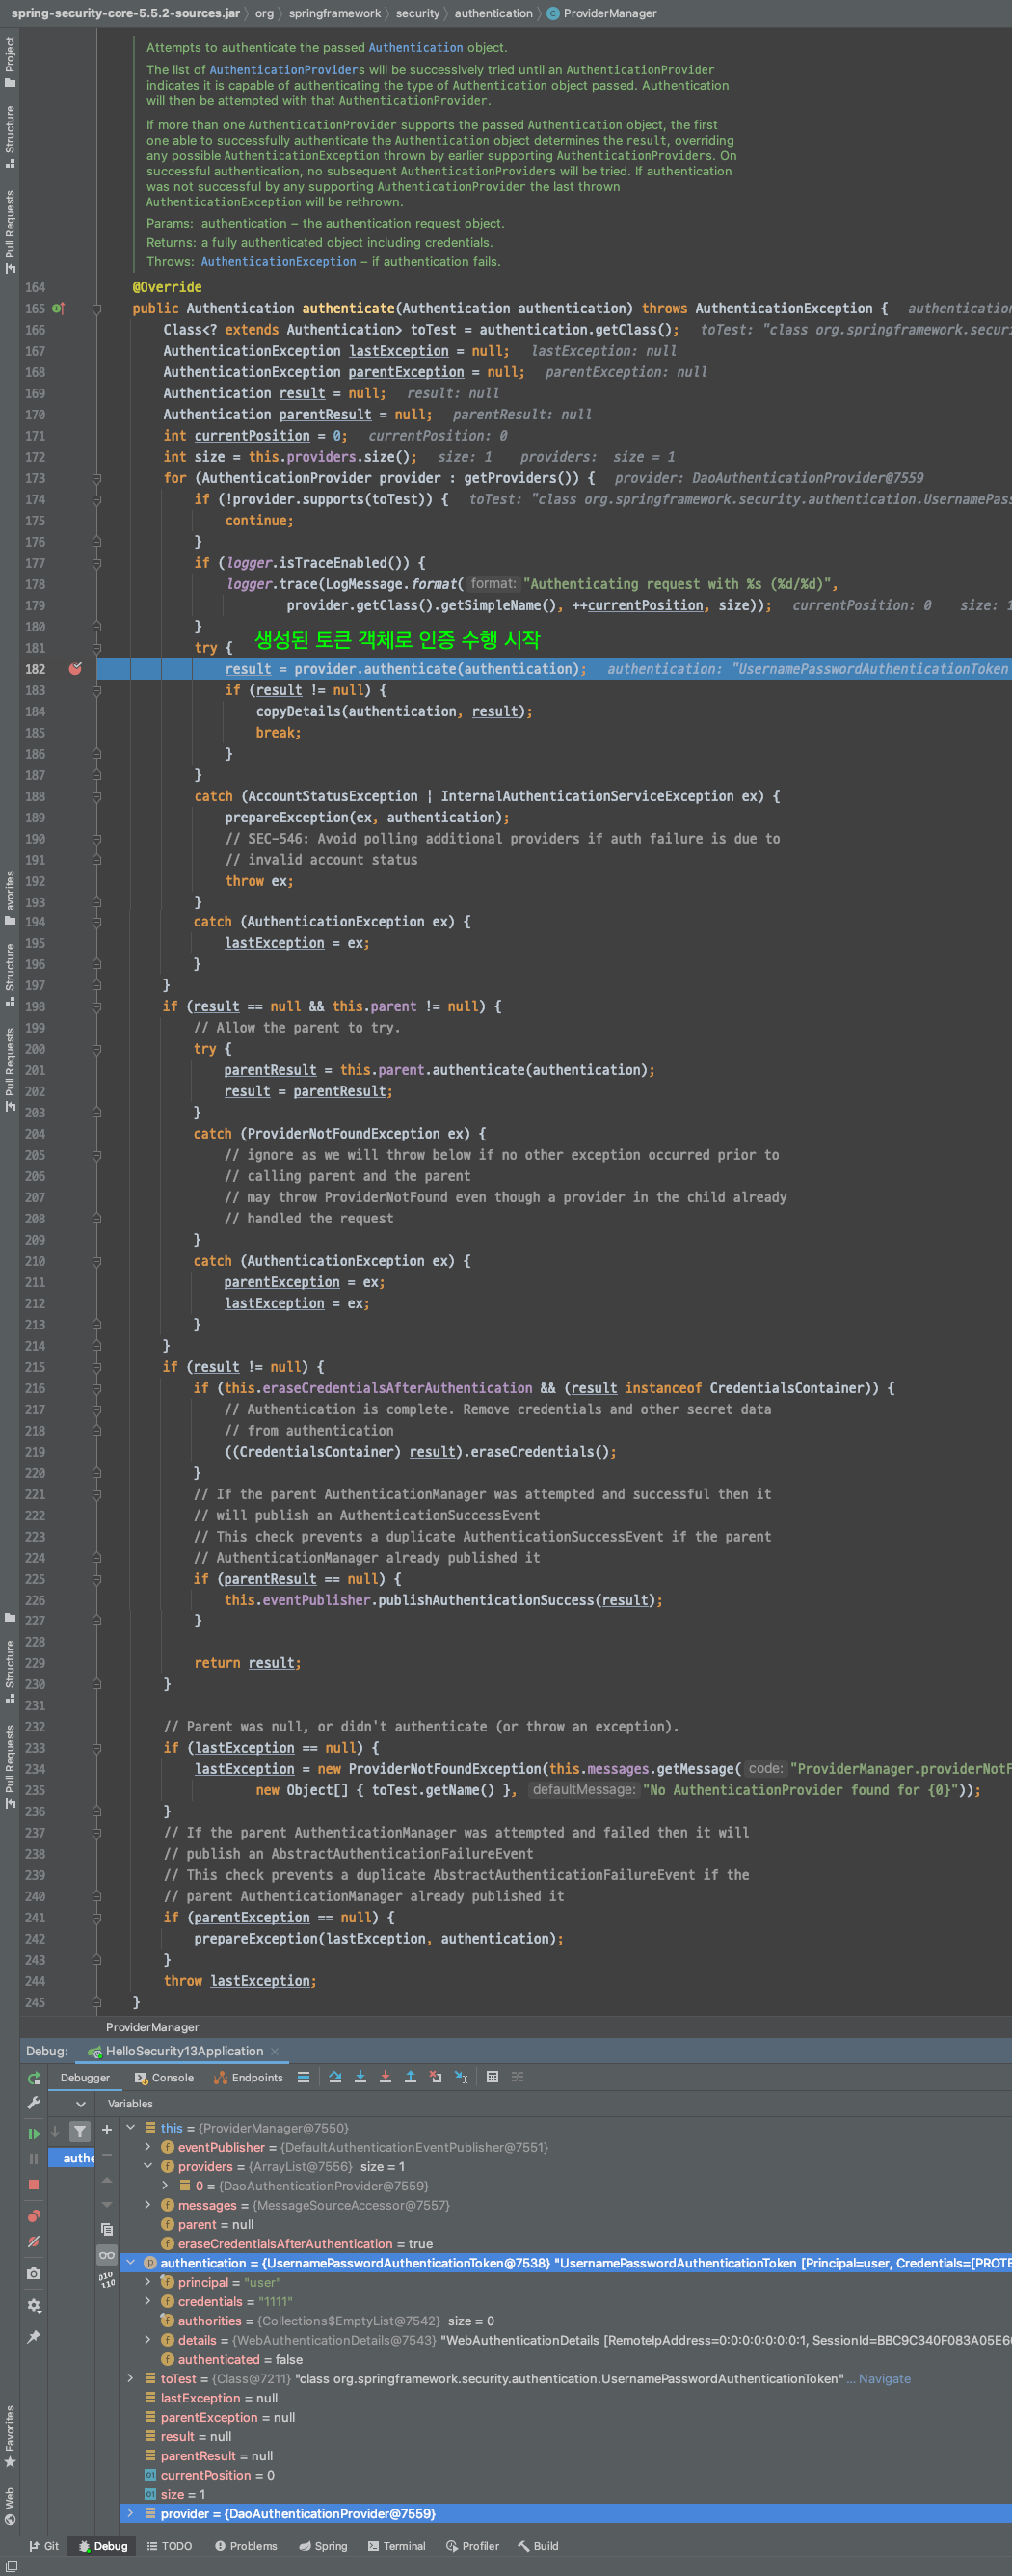 spring-security-core-5.5.2-sources.jar org springframework security authentication ProviderManager
Project
Structure
Pull Requests
Attempts to authenticate the passed Authentication object.
The list of AuthenticationProviders will be successively tried until an AuthenticationProvider
indicates it is capable of authenticating the type of Authentication object passed. Authentication
will then be attempted with that AuthenticationProvider.
If more than one AuthenticationProvider supports the passed Authentication object, the first
one able to successfully authenticate the Authentication object determines the result, overriding
any possible AuthenticationException thrown by earlier supporting AuthenticationProviders. On
successful authentication, no subsequent AuthenticationProviders will be tried. If authentication
was not successful by any supporting AuthenticationProvider the last thrown
AuthenticationException will be rethrown.
Params: authentication – the authentication request object.
Returns: a fully authenticated object including credentials.
Throws: AuthenticationException – if authentication fails.
164 @Override
165 public Authentication authenticate(Authentication authentication) throws AuthenticationException { authentication
166 Class<? extends Authentication> toTest = authentication.getClass(); toTest: "class org.springframework.securi
167 AuthenticationException lastException = null; lastException: null
168 AuthenticationException parentException = null; parentException: null
169 Authentication result = null; result: null
170 Authentication parentResult = null; parentResult: null
171 int currentPosition = 0; currentPosition: 0
172 int size = this.providers.size(); size: 1 providers: size = 1
173 for (AuthenticationProvider provider : getProviders()) { provider: DaoAuthenticationProvider@7559
174 if (!provider.supports(toTest)) { toTest: "class org.springframework.security.authentication.UsernamePass
175 continue;
176 }
177 if (logger.isTraceEnabled()) {
178 logger.trace(LogMessage.format( format: "Authenticating request with %s (%d/%d)",
179 provider.getClass().getSimpleName(), ++currentPosition, size)); currentPosition: 0 size: 1
180 }
181 try { 생성된 토큰 객체로 인증 수행 시작
182 result = provider.authenticate(authentication); authentication: "UsernamePasswordAuthenticationToken
183 if (result != null) {
184 copyDetails(authentication, result);
185 break;
186 }
187 }
188 catch (AccountStatusException | InternalAuthenticationServiceException ex) {
189 prepareException(ex, authentication);
190 // SEC-546: Avoid polling additional providers if auth failure is due to
191 // invalid account status
192 throw ex;
193 }
194 catch (AuthenticationException ex) {
195 lastException = ex;
196 }
197 }
198 if (result == null && this.parent != null) {
199 // Allow the parent to try.
200 try {
201 parentResult = this.parent.authenticate(authentication);
202 result = parentResult;
203 }
204 catch (ProviderNotFoundException ex) {
205 // ignore as we will throw below if no other exception occurred prior to
206 // calling parent and the parent
207 // may throw ProviderNotFound even though a provider in the child already
208 // handled the request
209 }
210 catch (AuthenticationException ex) {
211 parentException = ex;
212 lastException = ex;
213 }
214 }
215 if (result != null) {
216 if (this.eraseCredentialsAfterAuthentication && (result instanceof CredentialsContainer)) {
217 // Authentication is complete. Remove credentials and other secret data
218 // from authentication
219 ((CredentialsContainer) result).eraseCredentials();
220 }
221 // If the parent AuthenticationManager was attempted and successful then it
222 // will publish an AuthenticationSuccessEvent
223 // This check prevents a duplicate AuthenticationSuccessEvent if the parent
224 // AuthenticationManager already published it
225 if (parentResult == null) {
226 this.eventPublisher.publishAuthenticationSuccess(result);
227 }
228
229 return result;
230 }
231
232 // Parent was null, or didn't authenticate (or throw an exception).
233 if (lastException == null) {
234 lastException = new ProviderNotFoundException(this.messages.getMessage( code: "ProviderManager.providerNotF
235 new Object[] { toTest.getName() }, defaultMessage: "No AuthenticationProvider found for {0}"));
236 }
237 // If the parent AuthenticationManager was attempted and failed then it will
238 // publish an AbstractAuthenticationFailureEvent
239 // This check prevents a duplicate AbstractAuthenticationFailureEvent if the
240 // parent AuthenticationManager already published it
241 if (parentException == null) {
242 prepareException(lastException, authentication);
243 }
244 throw lastException;
245 }
avorites
Structure
Pull Requests
Structure
Pull Requests
ProviderManager
Debug: HelloSecurity13Application
Debugger Console Endpoints
Variables
authe
this = {ProviderManager@7550}
eventPublisher = {DefaultAuthenticationEventPublisher@7551}
providers = {ArrayList@7556} size = 1
0 = {DaoAuthenticationProvider@7559}
messages = {MessageSourceAccessor@7557}
parent = null
eraseCredentialsAfterAuthentication = true
authentication = {UsernamePasswordAuthenticationToken@7538} "UsernamePasswordAuthenticationToken [Principal=user, Credentials=[PROTE
principal = "user"
credentials = "1111"
authorities = {Collections$EmptyList@7542} size = 0
details = {WebAuthenticationDetails@7543} "WebAuthenticationDetails [RemoteIpAddress=0:0:0:0:0:0:0:1, SessionId=BBC9C340F083A05E6
authenticated = false
toTest = {Class@7211} "class org.springframework.security.authentication.UsernamePasswordAuthenticationToken" ... Navigate
lastException = null
parentException = null
result = null
parentResult = null
currentPosition = 0
size = 1
provider = {DaoAuthenticationProvider@7559}
Favorites
Web
Git Debug TODO Problems Spring Terminal Profiler Build